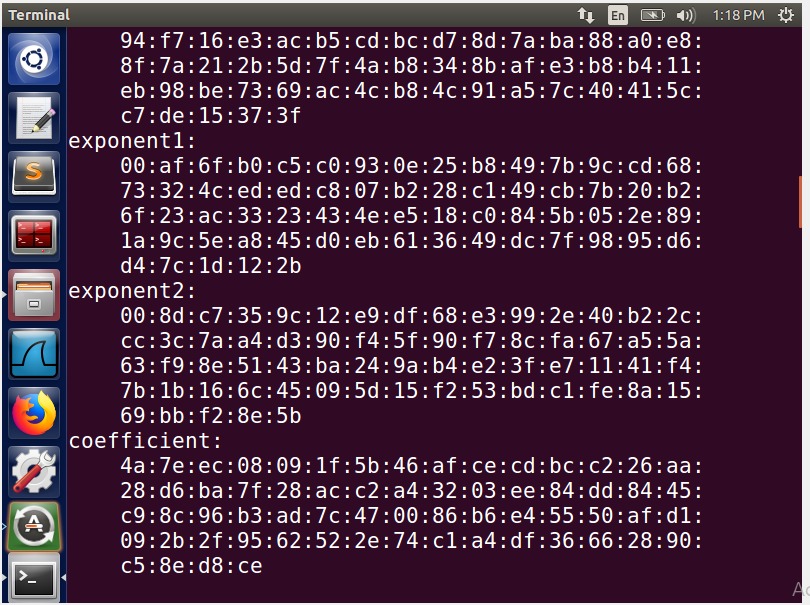 Terminal
En
1:18 PM
94:f7:16:e3:ac:b5:cd:bc:d7:8d:7a:ba:88:a0:e8:
8f:7a:21:2b:5d:7f:4a:b8:34:8b:af:e3:b8:b4:11:
eb:98:be:73:69:ac:4c:b8:4c:91:a5:7c:40:41:5c:
c7:de:15:37:3f
exponent1:
00:af:6f:b0:c5:c0:93:0e:25:b8:49:7b:9c:cd:68:
73:32:4c:ed:ed:c8:07:b2:28:c1:49:cb:7b:20:b2:
6f:23:ac:33:23:43:4e:e5:18:c0:84:5b:05:2e:89:
1a:9c:5e:a8:45:d0:eb:61:36:49:dc:7f:98:95:d6:
d4:7c:1d:12:2b
exponent2:
00:8d:c7:35:9c:12:e9:df:68:e3:99:2e:40:b2:2c:
cc:3c:7a:a4:d3:90:f4:5f:90:f7:8c:fa:67:a5:5a:
63:f9:8e:51:43:ba:24:9a:b4:e2:3f:e7:11:41:f4:
7b:1b:16:6c:45:09:5d:15:f2:53:bd:c1:fe:8a:15:
69:bb:f2:8e:5b
coefficient:
4a:7e:ec:08:09:1f:5b:46:af:ce:cd:bc:c2:26:aa:
28:d6:ba:7f:28:ac:c2:a4:32:03:ee:84:dd:84:45:
c9:8c:96:b3:ad:7c:47:00:86:b6:e4:55:50:af:d1:
09:2b:2f:95:62:52:2e:74:c1:a4:df:36:66:28:90:
c5:8e:d8:ce